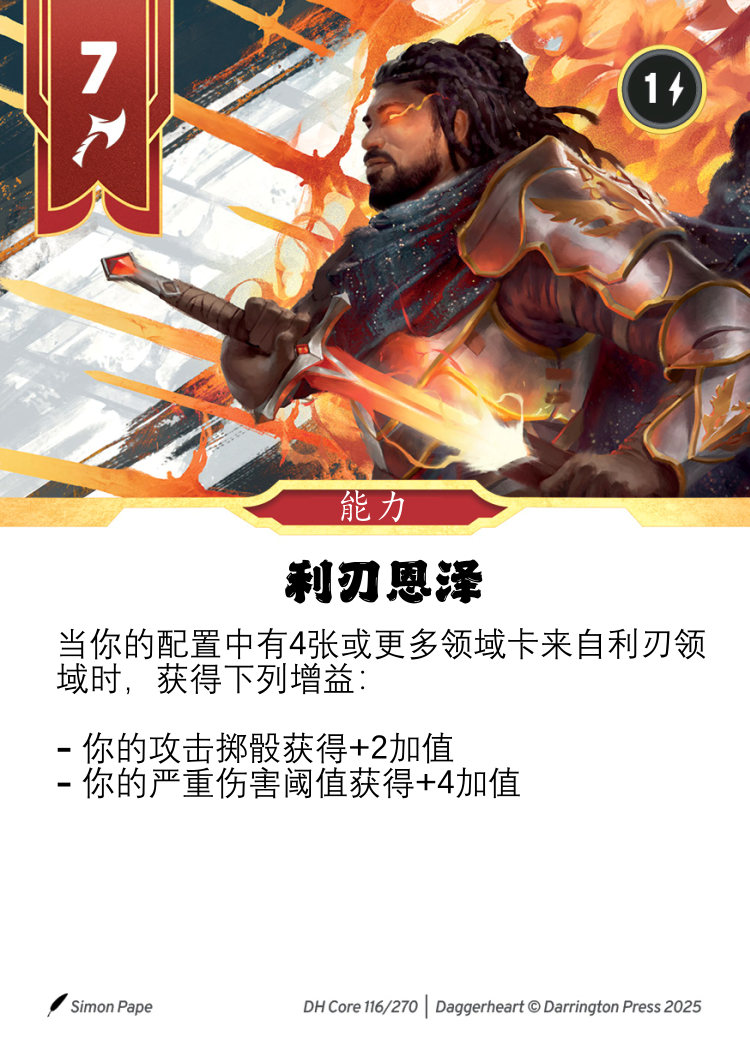 7
1
能力
利刃恩泽
当你的配置中有4张或更多领域卡来自利刃领
域时，获得下列增益：
- 你的攻击掷骰获得+2加值
- 你的严重伤害阈值获得+4加值
Simon Pape
DH Core 116/270 | Daggerheart © Darrington Press 2025